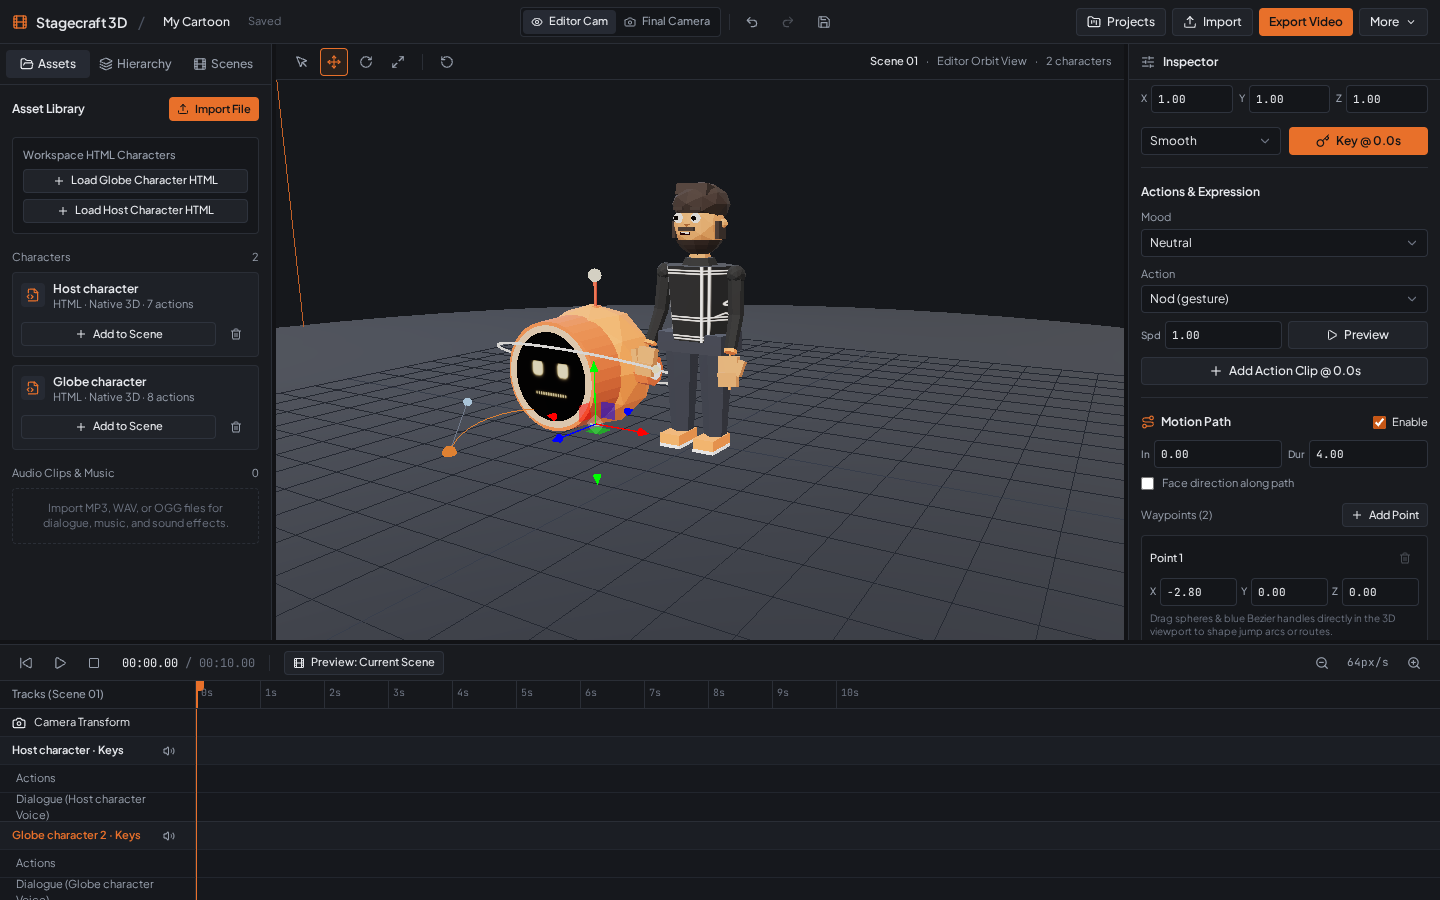 Stagecraft 3D / My Cartoon Saved
Editor Cam Final Camera
Projects Import Export Video More
Assets Hierarchy Scenes
Scene 01 · Editor Orbit View · 2 characters
Inspector
Asset Library Import File
Workspace HTML Characters
+ Load Globe Character HTML
+ Load Host Character HTML
Characters 2
Host character
HTML · Native 3D · 7 actions
+ Add to Scene
Globe character
HTML · Native 3D · 8 actions
+ Add to Scene
Audio Clips & Music 0
Import MP3, WAV, or OGG files for
dialogue, music, and sound effects.
X 1.00 Y 1.00 Z 1.00
Smooth Key @ 0.0s
Actions & Expression
Mood
Neutral
Action
Nod (gesture)
Spd 1.00 Preview
+ Add Action Clip @ 0.0s
Motion Path Enable
In 0.00 Dur 4.00
Face direction along path
Waypoints (2) + Add Point
Point 1
X -2.80 Y 0.00 Z 0.00
Drag spheres & blue Bezier handles directly in the 3D
viewport to shape jump arcs or routes.
00:00.00 / 00:10.00 Preview: Current Scene 64px/s
Tracks (Scene 01) 0s 1s 2s 3s 4s 5s 6s 7s 8s 9s 10s
Camera Transform
Host character · Keys
Actions
Dialogue (Host character
Voice)
Globe character 2 · Keys
Actions
Dialogue (Globe character
Voice)